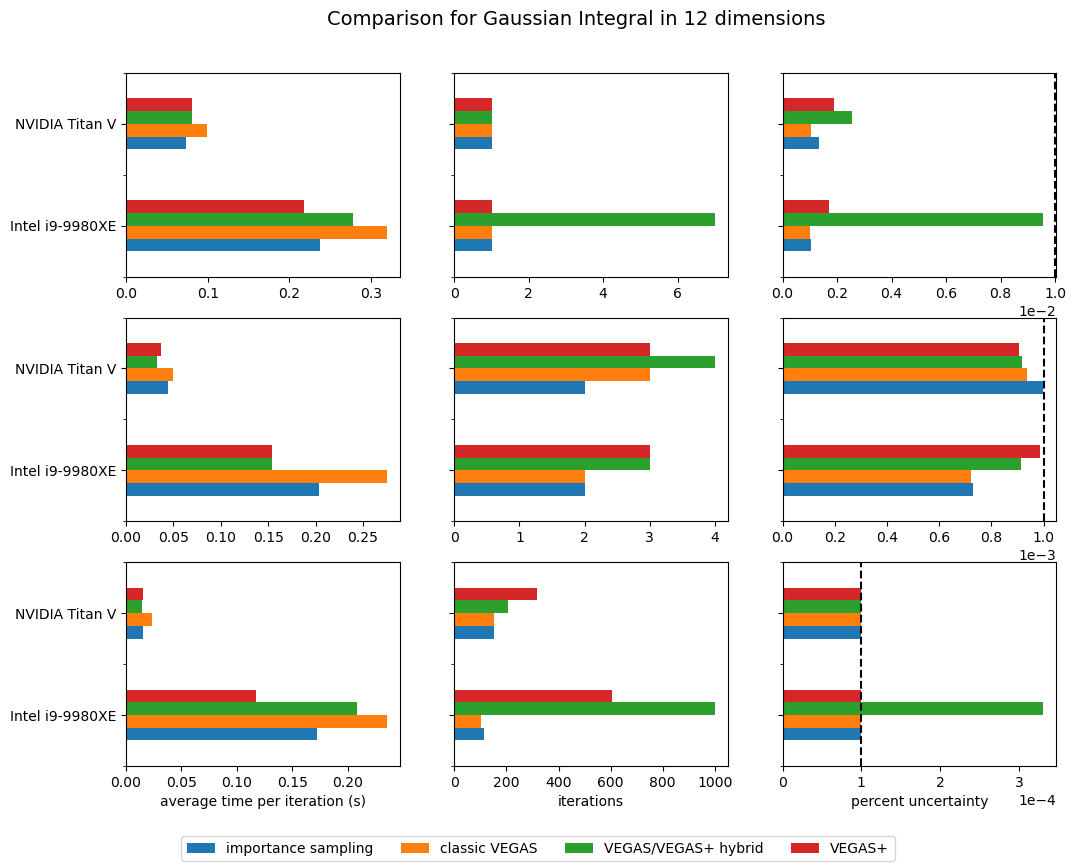 Comparison for Gaussian Integral in 12 dimensions
NVIDIA Titan V
Intel i9-9980XE
0.0 0.1 0.2 0.3
0 2 4 6
0.0 0.2 0.4 0.6 0.8 1.0
1e−2
NVIDIA Titan V
Intel i9-9980XE
0.00 0.05 0.10 0.15 0.20 0.25
0 1 2 3 4
0.0 0.2 0.4 0.6 0.8 1.0
1e−3
NVIDIA Titan V
Intel i9-9980XE
0.00 0.05 0.10 0.15 0.20
0 200 400 600 800 1000
0 1 2 3
1e−4
average time per iteration (s)
iterations
percent uncertainty
importance sampling classic VEGAS VEGAS/VEGAS+ hybrid VEGAS+